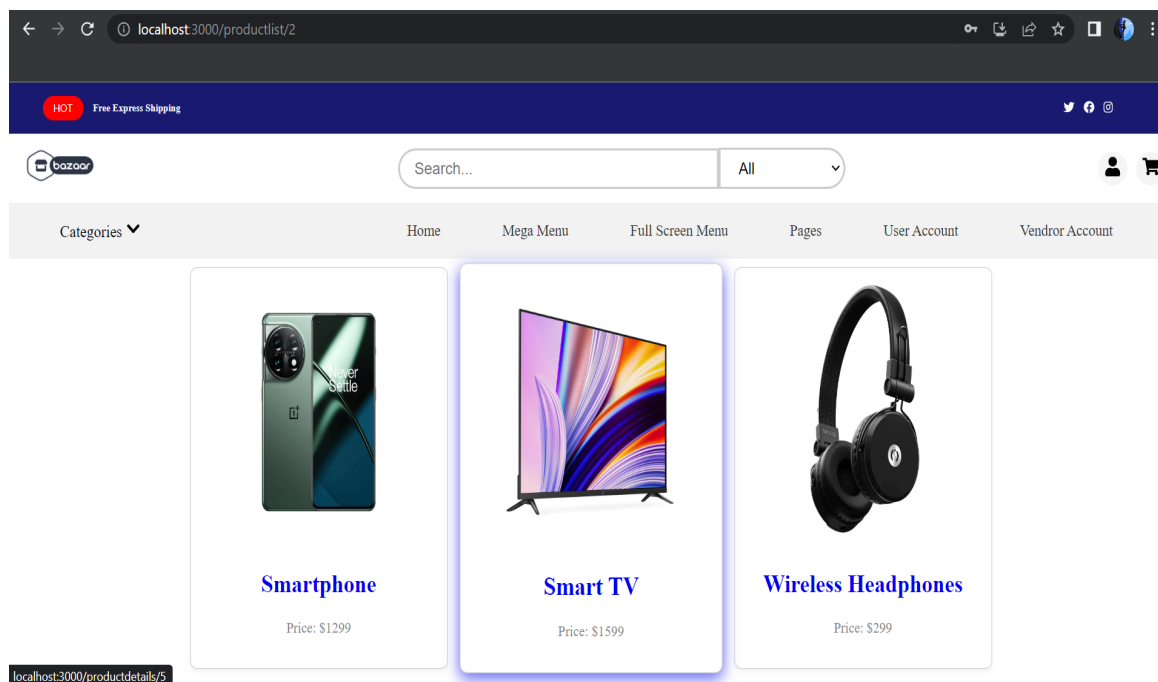 localhost:3000/productlist/2
HOT Free Express Shipping
bazaar
Search... All
Categories Home Mega Menu Full Screen Menu Pages User Account Vendror Account
Never
Settle
Smartphone Smart TV Wireless Headphones
Price: $1299 Price: $1599 Price: $299
localhost:3000/productdetails/5